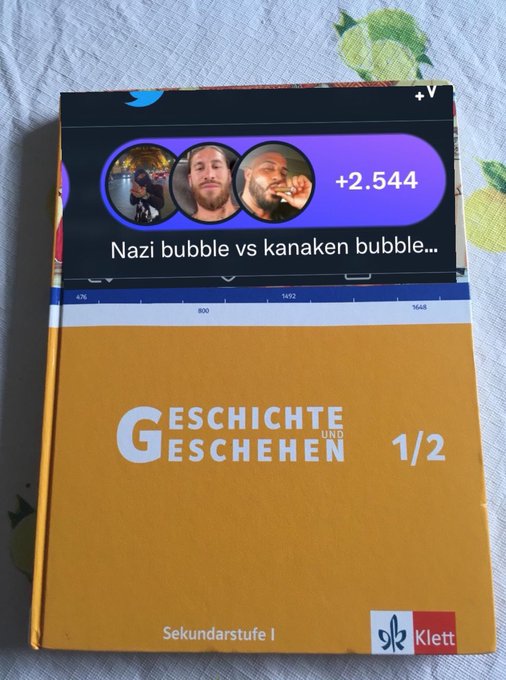 +2.544
Nazi bubble vs kanaken bubble...
476
1492
800
1648
GESCHICHTE
UND
GESCHEHEN
1/2
Sekundarstufe I
Klett